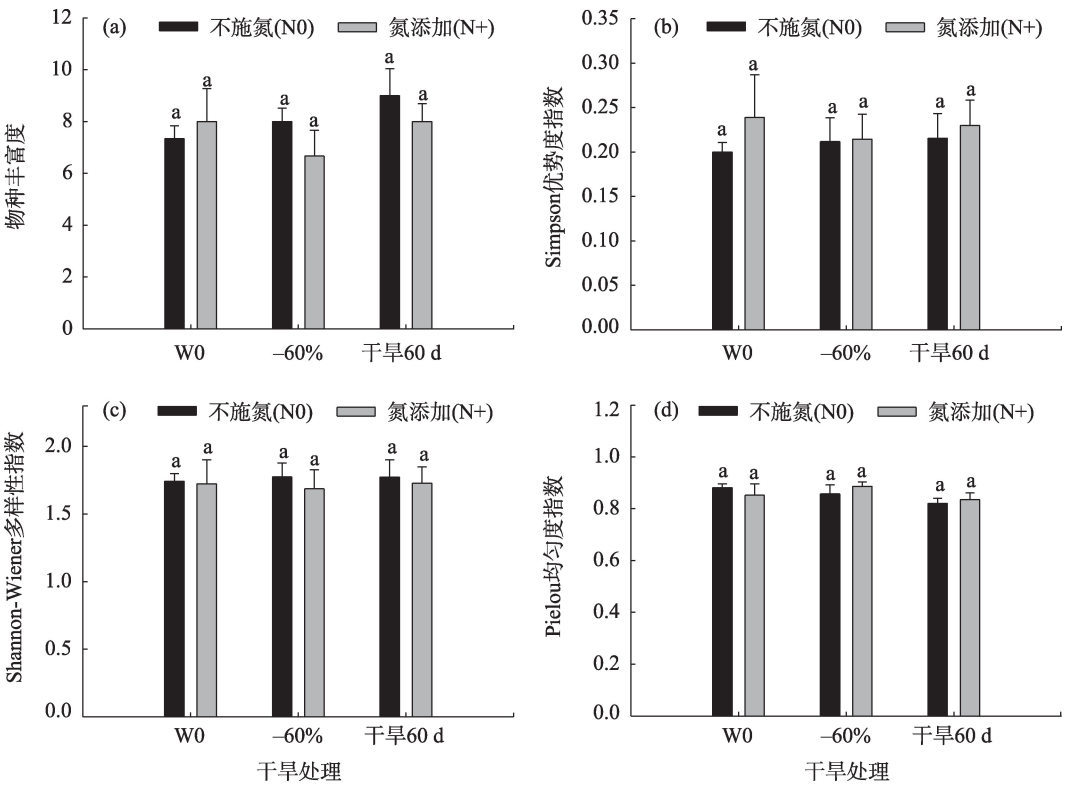 (a) 不施氮(N0) 氮添加(N+)
物种丰富度
12
10
8
6
4
2
0
a a a a a a
W0 –60% 干旱60 d
(b) 不施氮(N0) 氮添加(N+)
Simpson优势度指数
0.35
0.30
0.25
0.20
0.15
0.10
0.05
0.00
a a a a a a
W0 –60% 干旱60 d
(c) 不施氮(N0) 氮添加(N+)
Shannon-Wiener多样性指数
2.0
1.5
1.0
0.5
0.0
a a a a a a
W0 –60% 干旱60 d
干旱处理
(d) 不施氮(N0) 氮添加(N+)
Pielou均匀度指数
1.2
1.0
0.8
0.6
0.4
0.2
0.0
a a a a a a
W0 –60% 干旱60 d
干旱处理